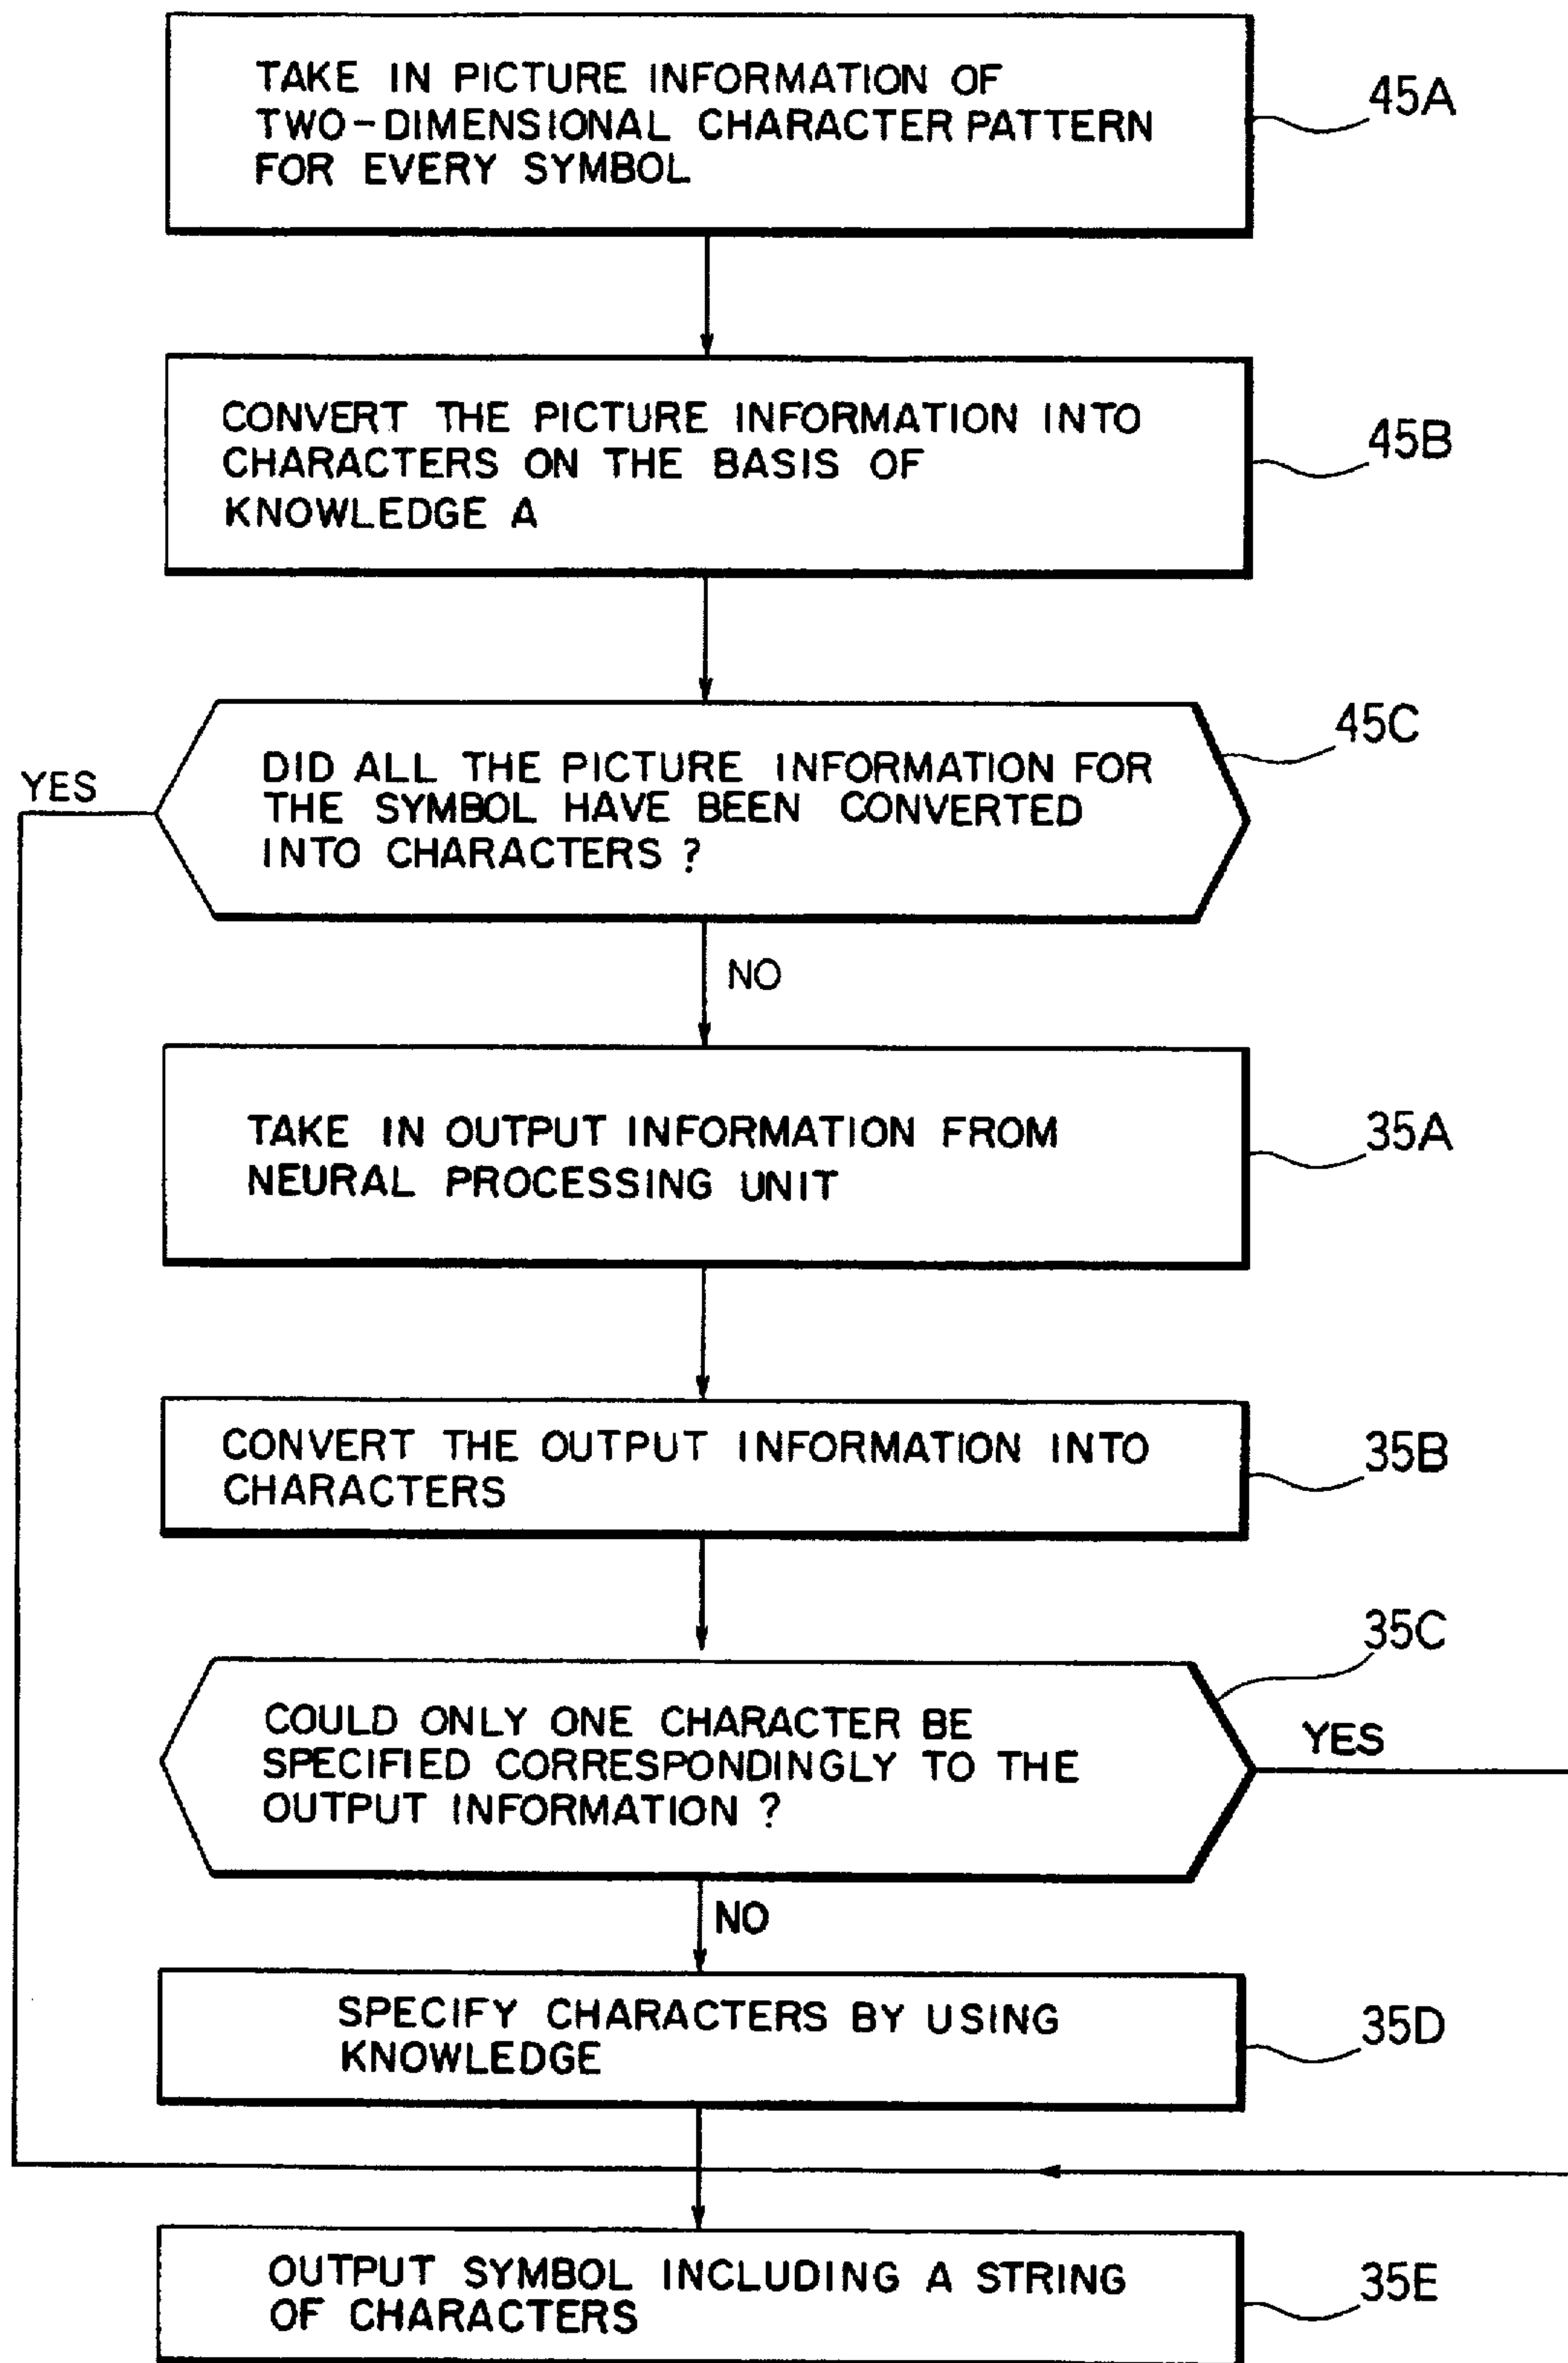 TAKE IN PICTURE INFORMATION OF
TWO-DIMENSIONAL CHARACTER PATTERN
FOR EVERY SYMBOL
45A
CONVERT THE PICTURE INFORMATION INTO
CHARACTERS ON THE BASIS OF
KNOWLEDGE A
45B
DID ALL THE PICTURE INFORMATION FOR
THE SYMBOL HAVE BEEN CONVERTED
INTO CHARACTERS ?
45C
YES
NO
TAKE IN OUTPUT INFORMATION FROM
NEURAL PROCESSING UNIT
35A
CONVERT THE OUTPUT INFORMATION INTO
CHARACTERS
35B
COULD ONLY ONE CHARACTER BE
SPECIFIED CORRESPONDINGLY TO THE
OUTPUT INFORMATION ?
35C
YES
NO
SPECIFY CHARACTERS BY USING
KNOWLEDGE
35D
OUTPUT SYMBOL INCLUDING A STRING
OF CHARACTERS
35E